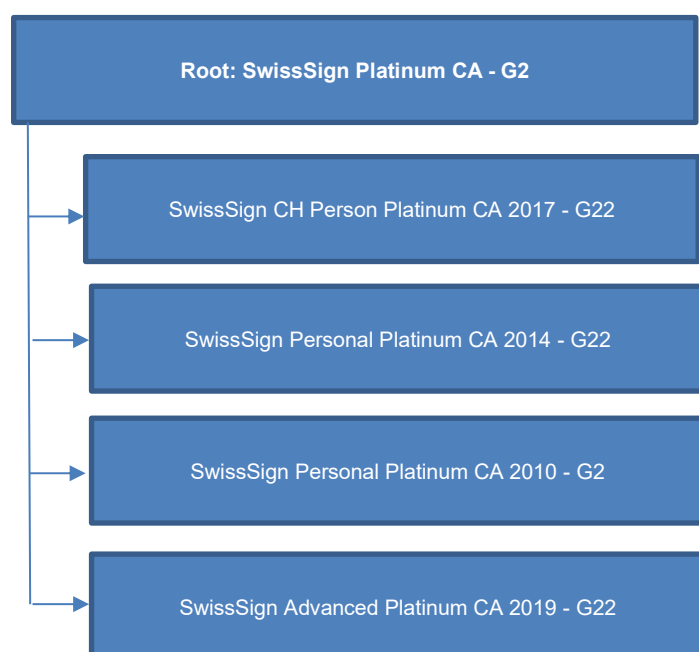 Root: SwissSign Platinum CA - G2
SwissSign CH Person Platinum CA 2017 - G22
SwissSign Personal Platinum CA 2014 - G22
SwissSign Personal Platinum CA 2010 - G2
SwissSign Advanced Platinum CA 2019 - G22